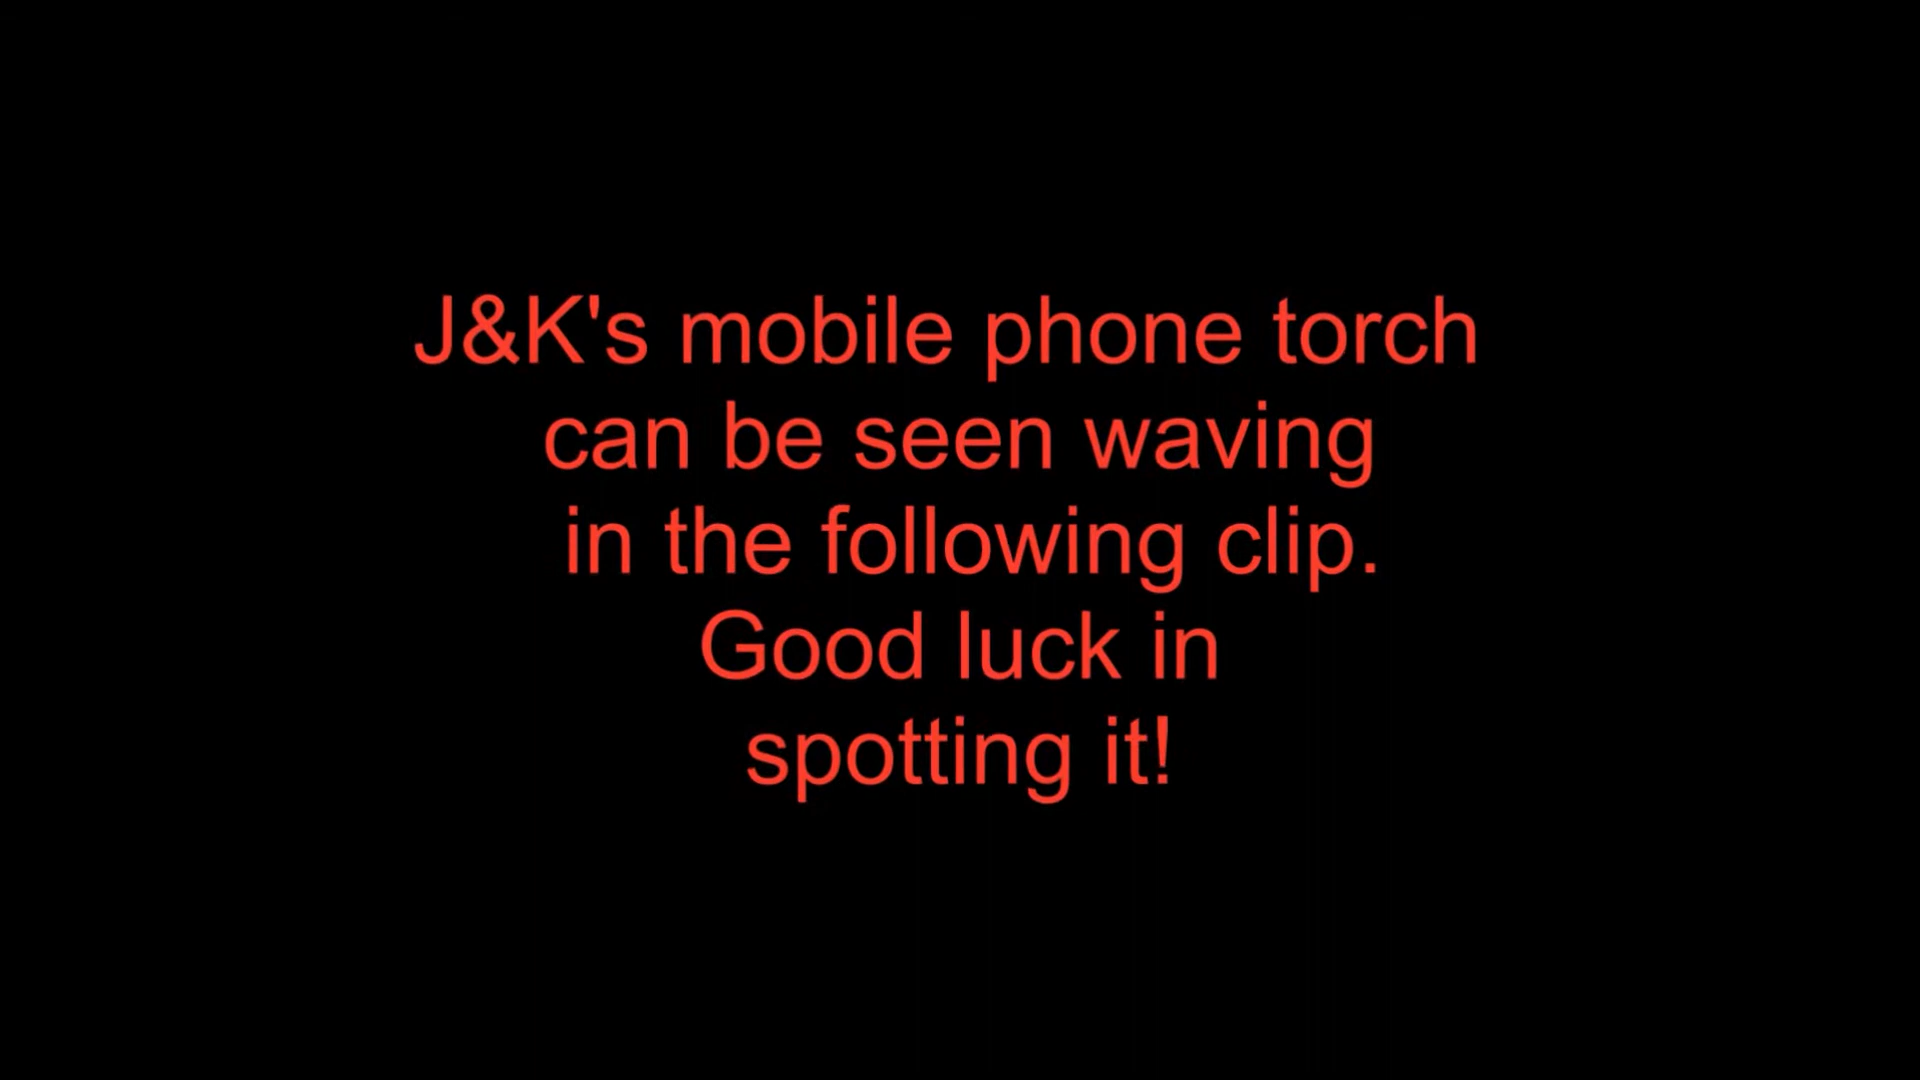 J&K's mobile phone torch
can be seen waving
in the following clip.
Good luck in
spotting it!